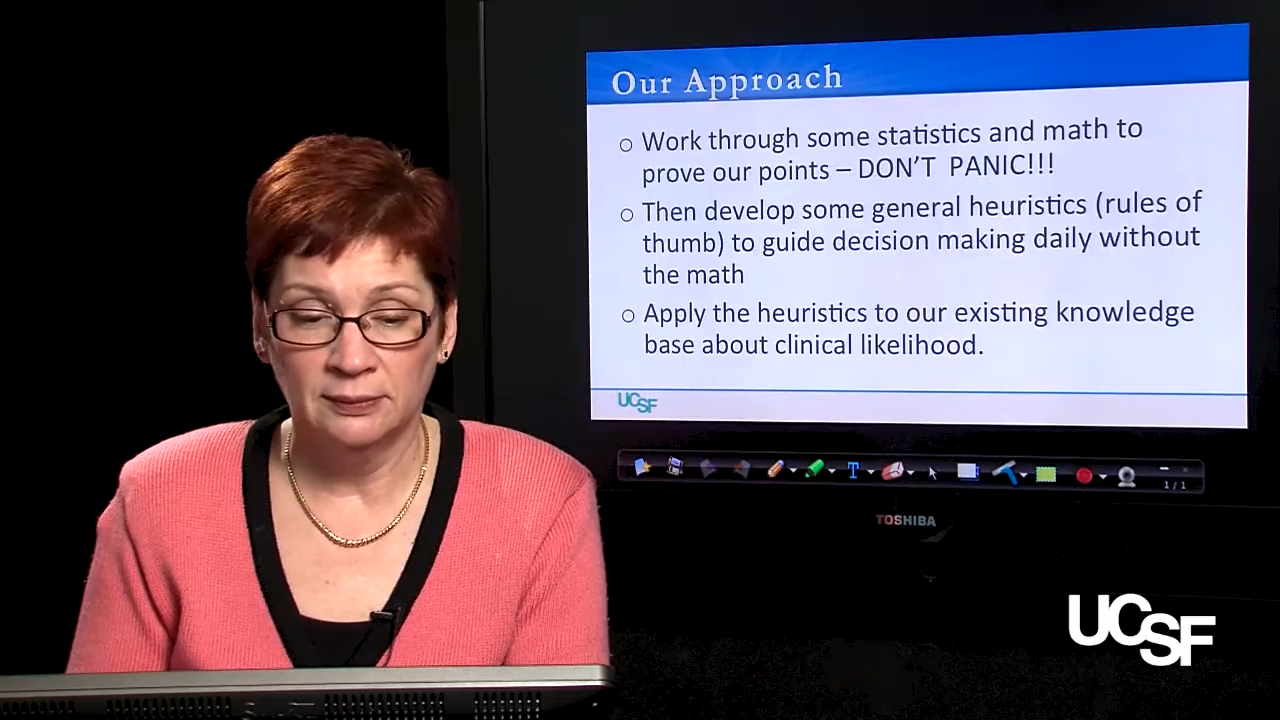 Our Approach
○ Work through some statistics and math to
prove our points – DON'T  PANIC!!!
○ Then develop some general heuristics (rules of
thumb) to guide decision making daily without
the math
○ Apply the heuristics to our existing knowledge
base about clinical likelihood.
UCSF
T
1/1
TOSHIBA
UCSF